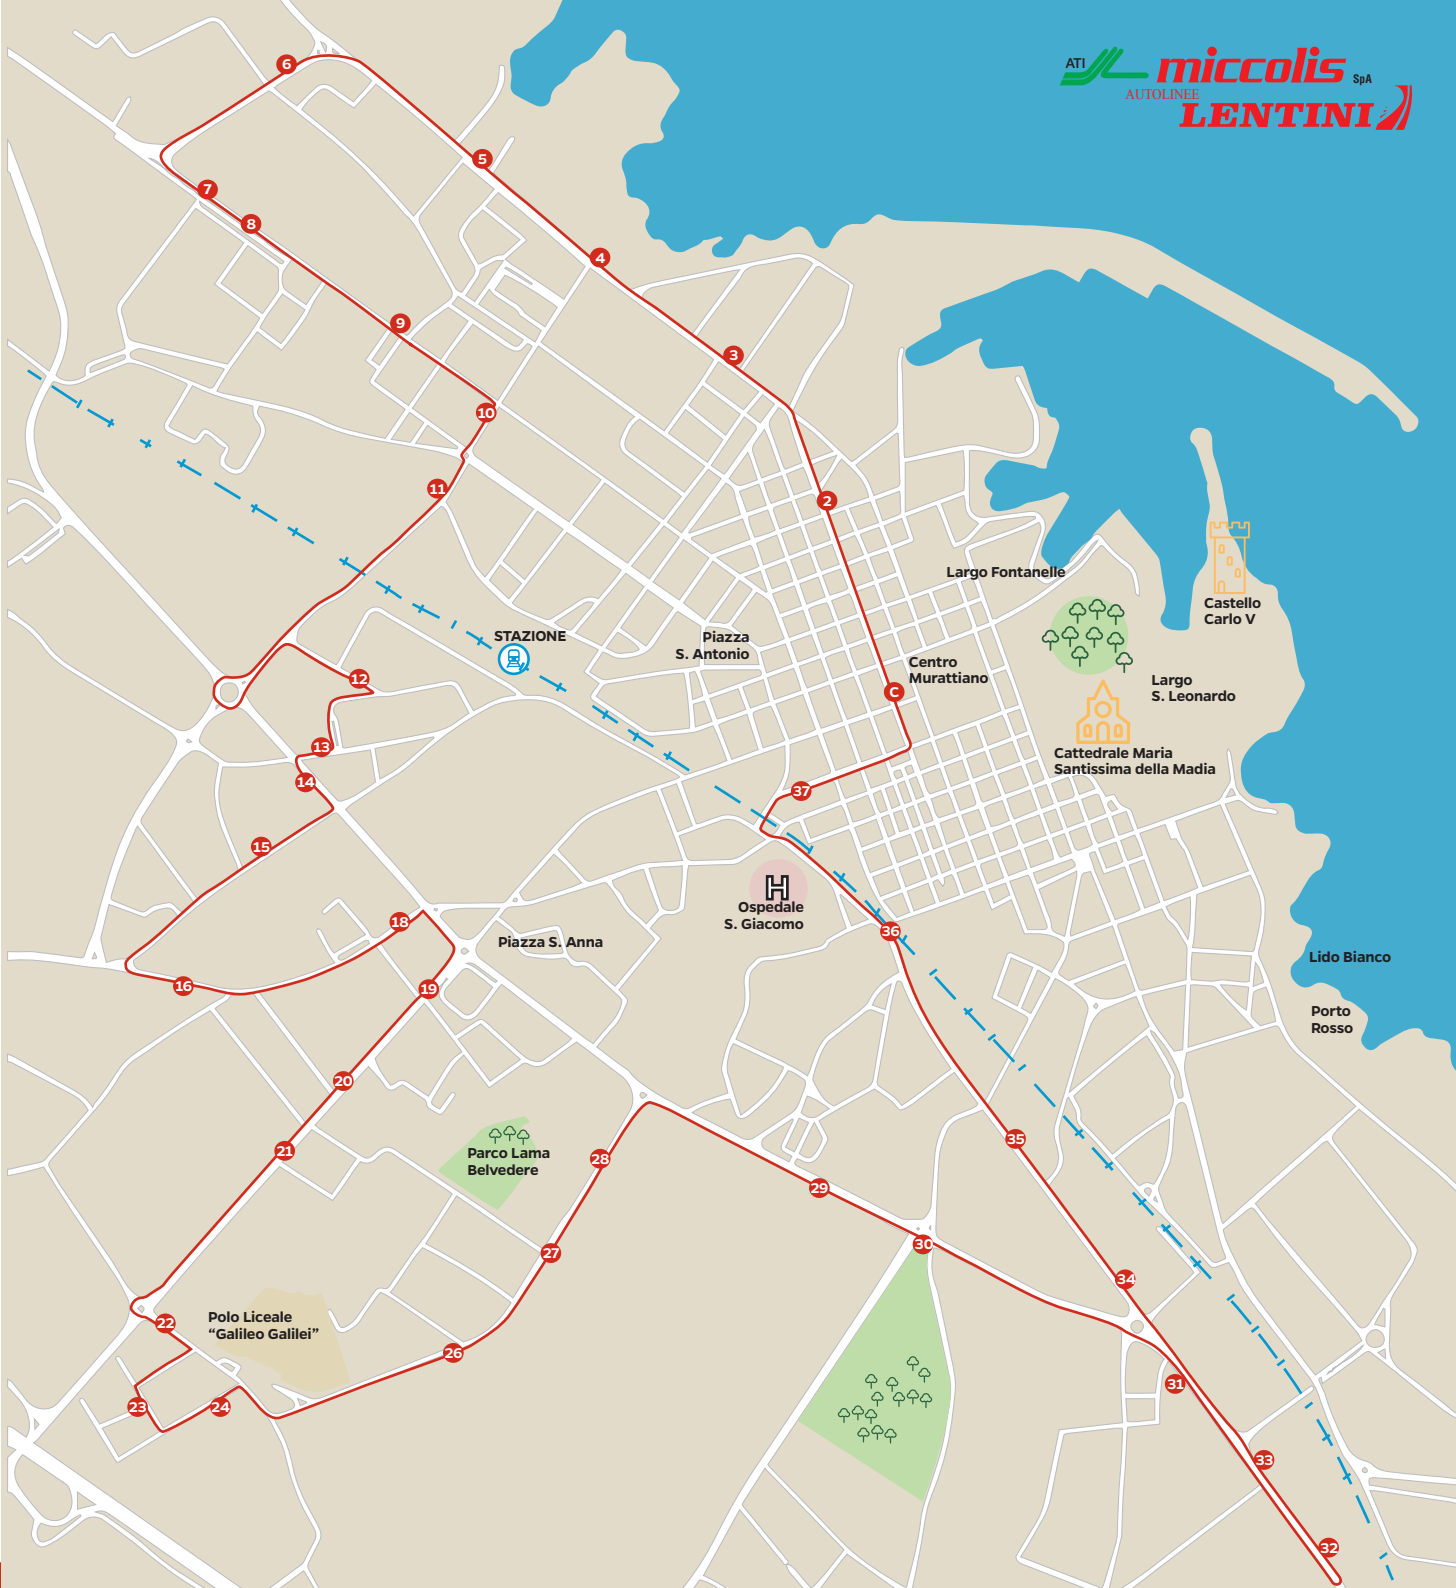 ATI
miccolis SpA
AUTOLINEE
LENTINI
6
5
7
8
4
9
3
10
11
2
Largo Fontanelle
Castello
Carlo V
STAZIONE
Piazza
S. Antonio
Centro
Murattiano
C
Largo
S. Leonardo
12
13
14
Cattedrale Maria
Santissima della Madia
37
15
H
Ospedale
S. Giacomo
18
36
Piazza S. Anna
Lido Bianco
16
19
Porto
Rosso
20
21
35
Parco Lama
Belvedere
28
29
27
30
34
22
Polo Liceale
“Galileo Galilei”
26
31
23
24
33
32